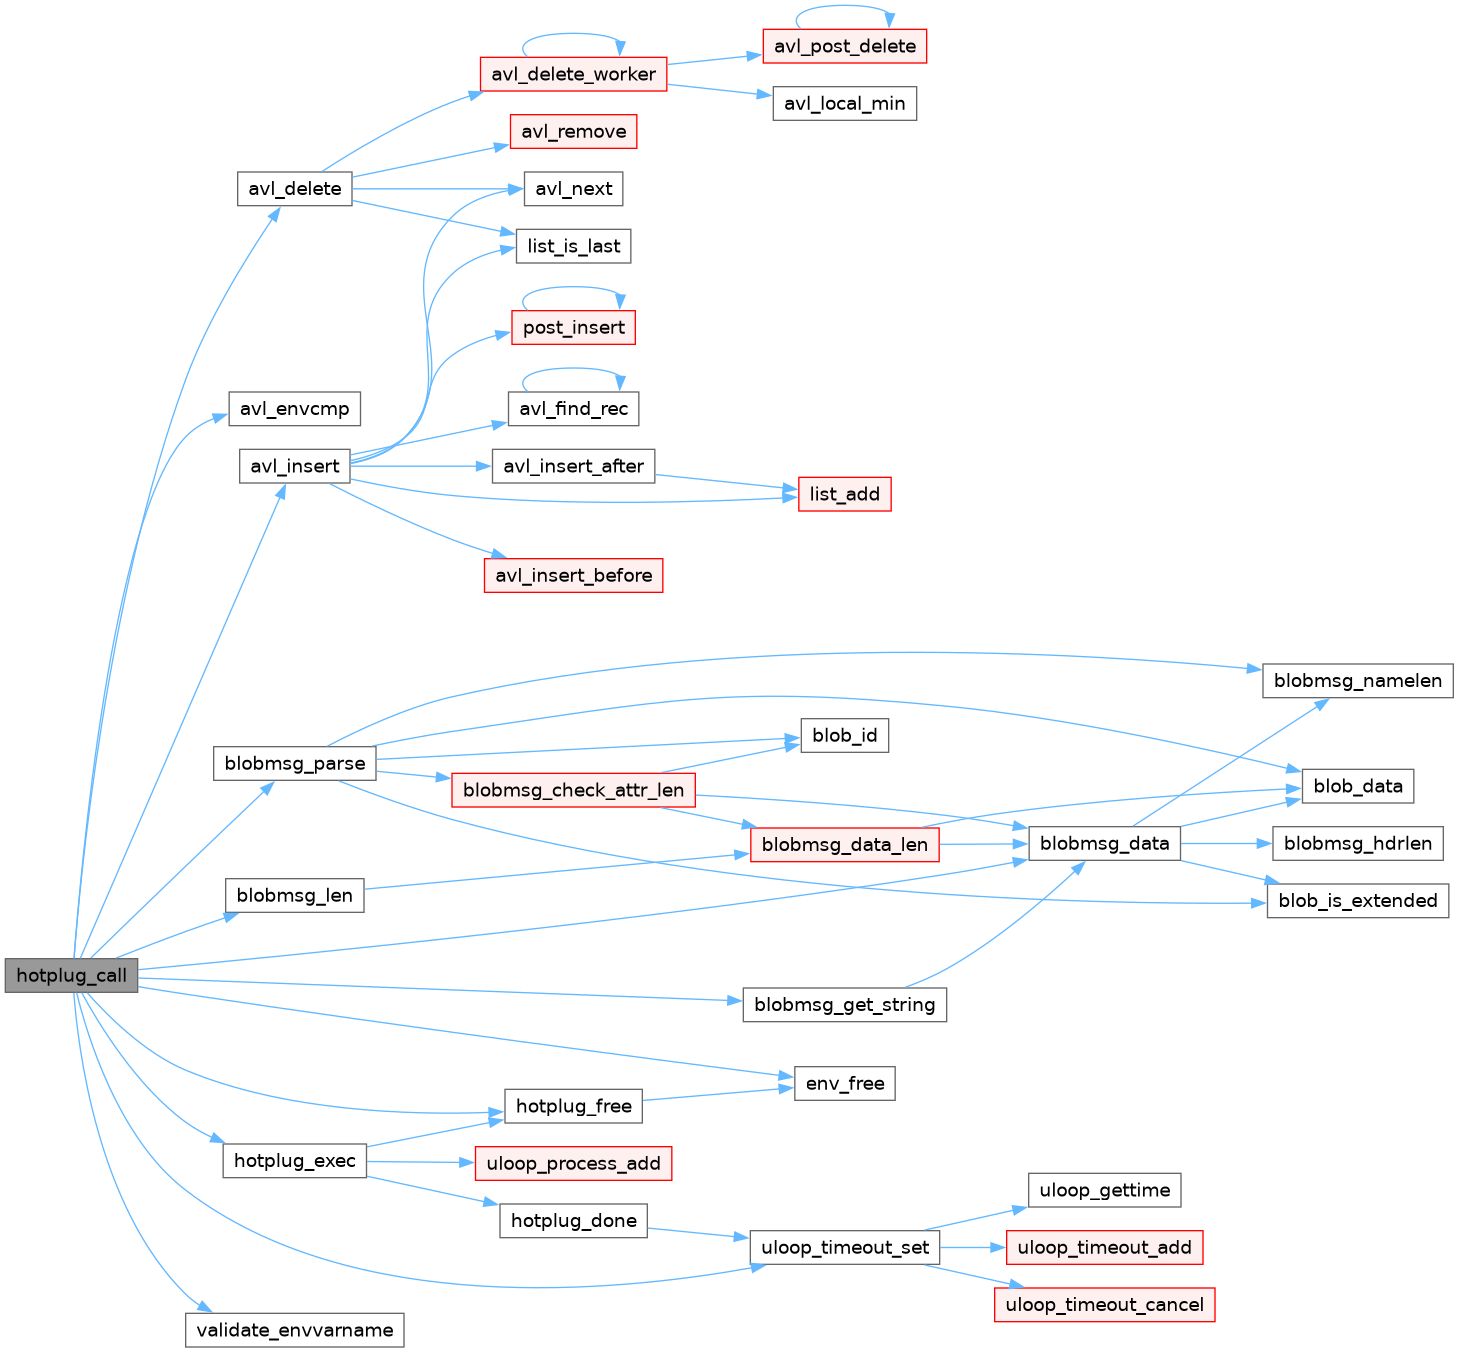 avl_post_delete
avl_delete_worker
avl_local_min
avl_remove
avl_delete
avl_next
list_is_last
post_insert
avl_envcmp
avl_find_rec
avl_insert
avl_insert_after
list_add
avl_insert_before
blobmsg_namelen
blob_id
blobmsg_parse
blobmsg_check_attr_len
blob_data
blobmsg_data_len
blobmsg_data
blobmsg_hdrlen
blobmsg_len
blob_is_extended
hotplug_call
blobmsg_get_string
env_free
hotplug_free
hotplug_exec
uloop_process_add
uloop_gettime
hotplug_done
uloop_timeout_set
uloop_timeout_add
uloop_timeout_cancel
validate_envvarname